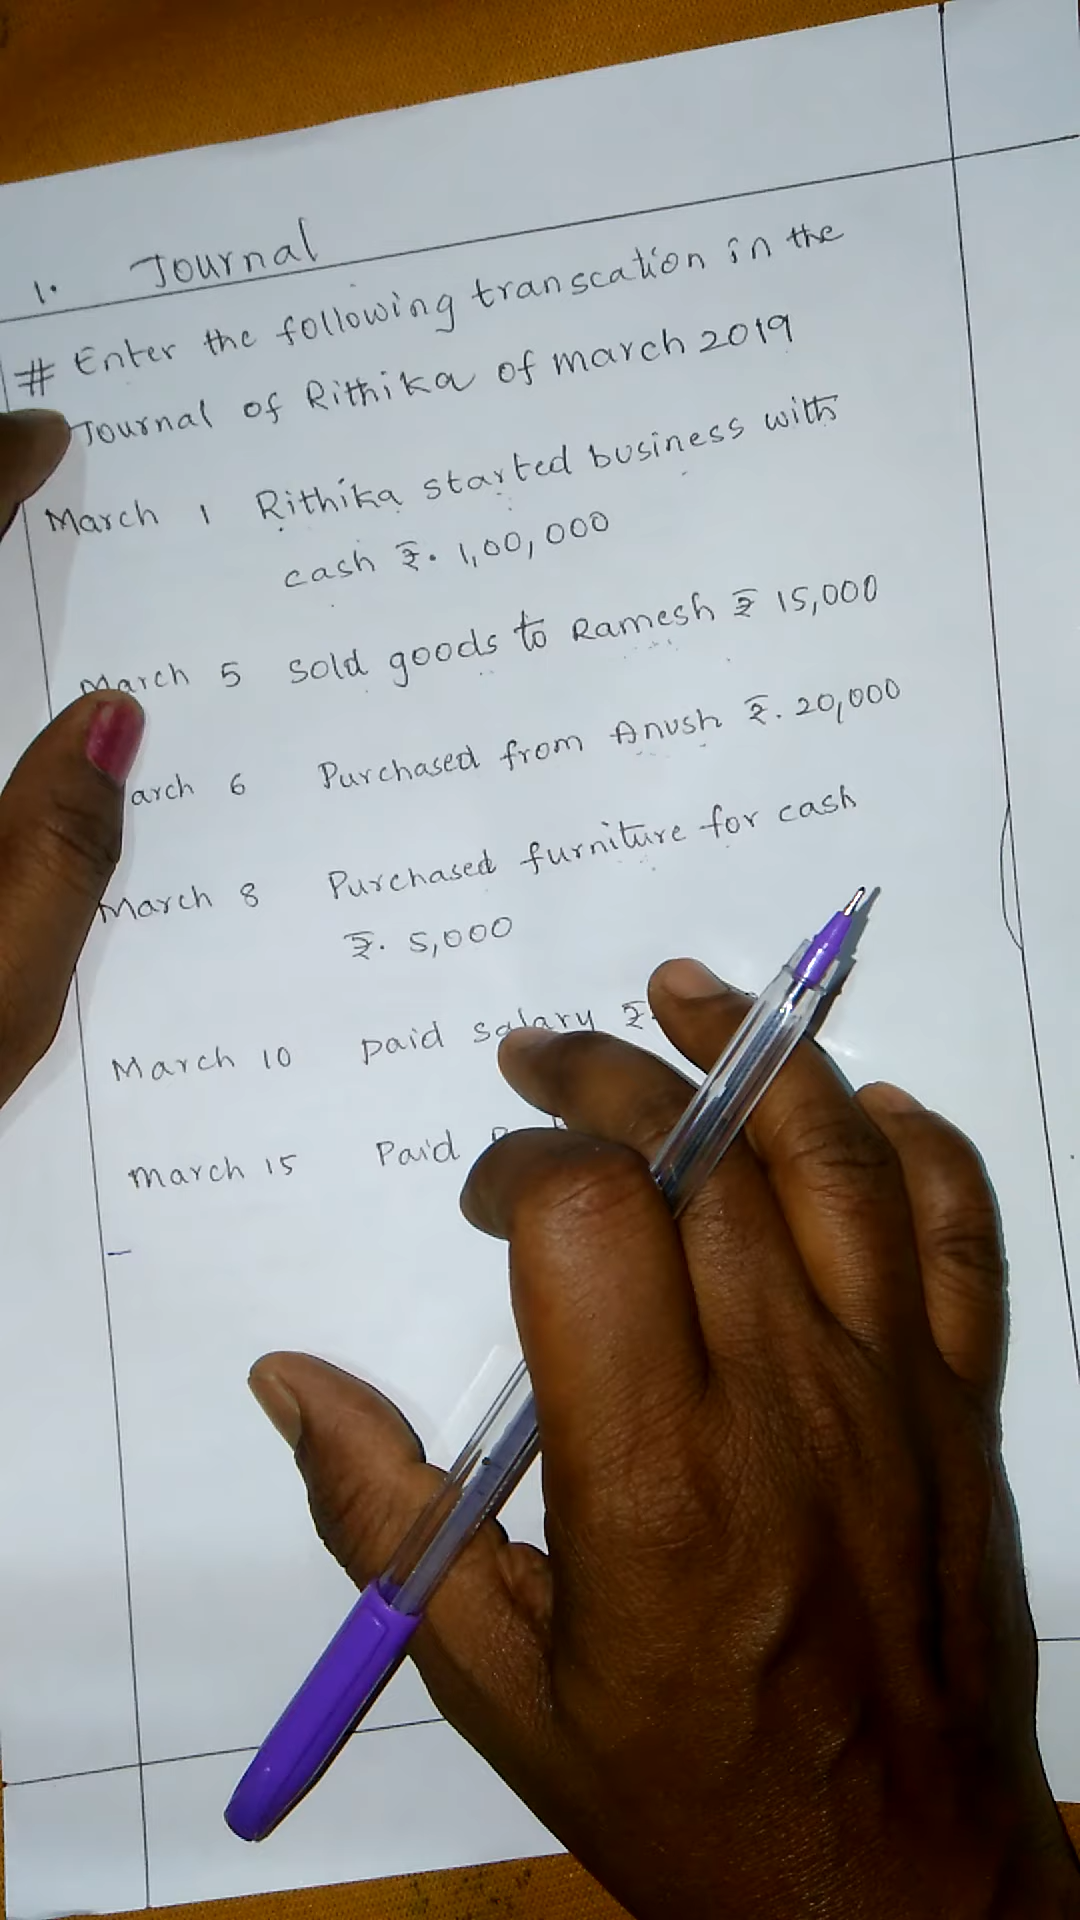 1. Journal
# Enter the following transcation in the
Journal of Rithika of march 2019
March 1 Rithika started business with
cash ₹. 1,00,000
March 5 Sold goods to Ramesh ₹ 15,000
arch 6 Purchased from Anush ₹. 20,000
March 8 Purchased furniture for cash
₹. 5,000
March 10 paid salary ₹.
March 15 Paid